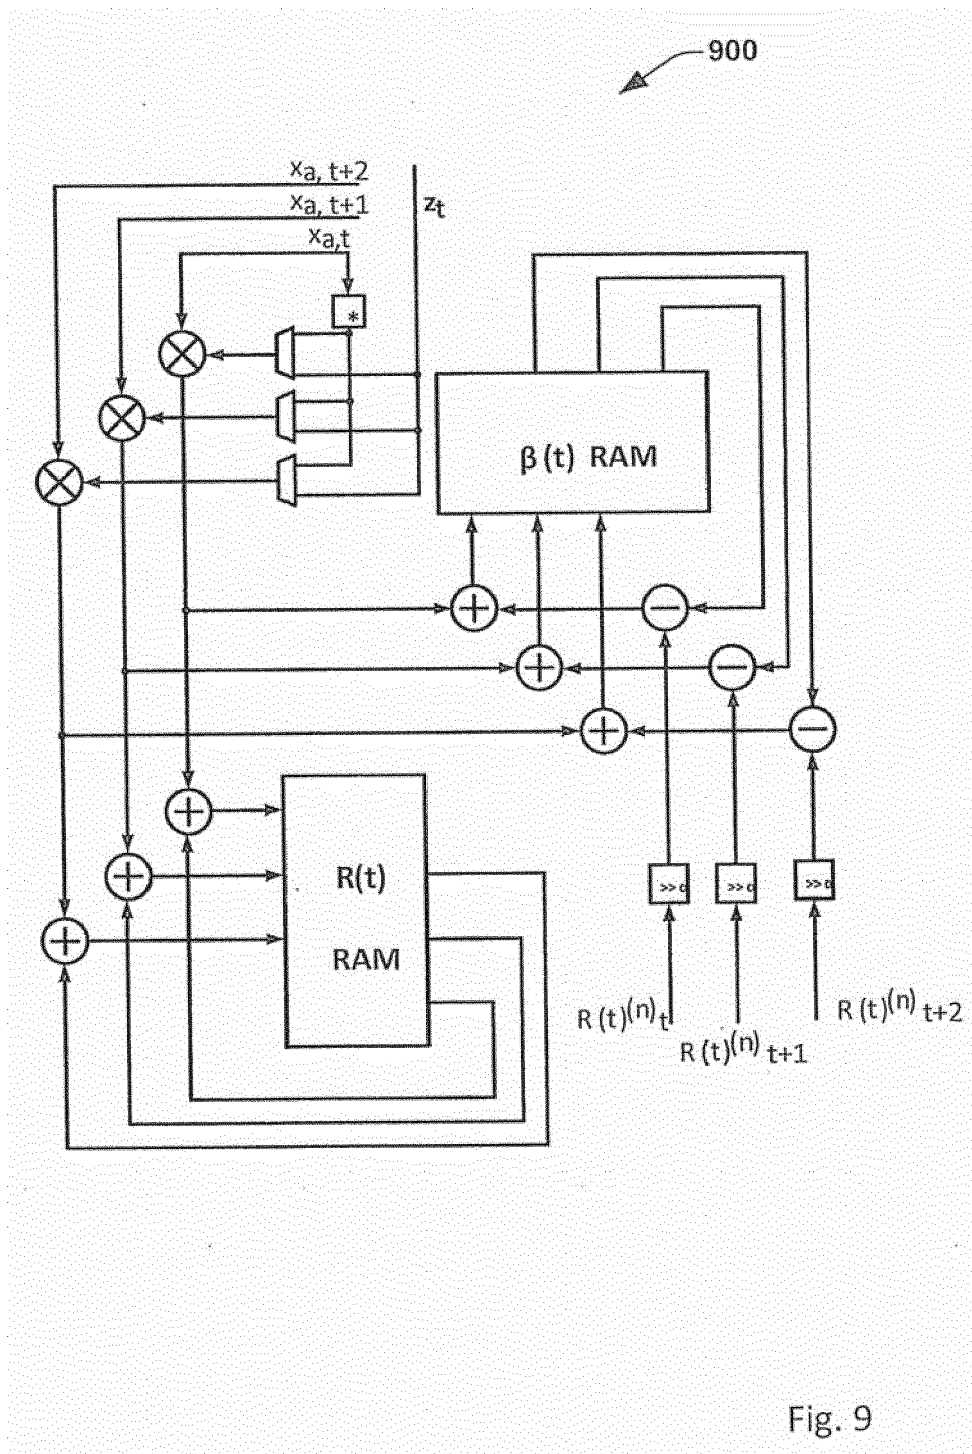 900
xa, t+2
xa, t+1
xa,t
zt
*
β(t) RAM
R(t)
RAM
>>α
>>α
>>α
R(t)(n)t
R(t)(n)t+1
R(t)(n)t+2
Fig. 9